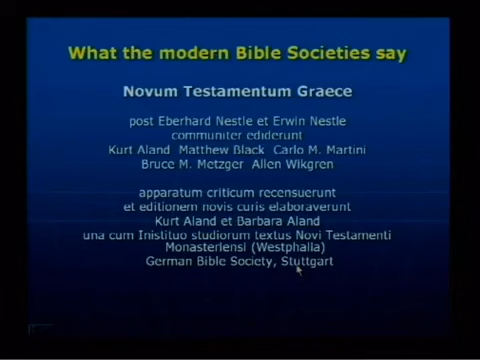 What the modern Bible Societies say
Novum Testamentum Graece
post Eberhard Nestle et Erwin Nestle
communiter ediderunt
Kurt Aland Matthew Black Carlo M. Martini
Bruce M. Metzger Allen Wikgren
apparatum criticum recensuerunt
et editionem novis curis elaboraverunt
Kurt Aland et Barbara Aland
una cum Inistiuto studiorum textus Novi Testamenti
Monasteriensi (Westphalia)
German Bible Society, Stuttgart